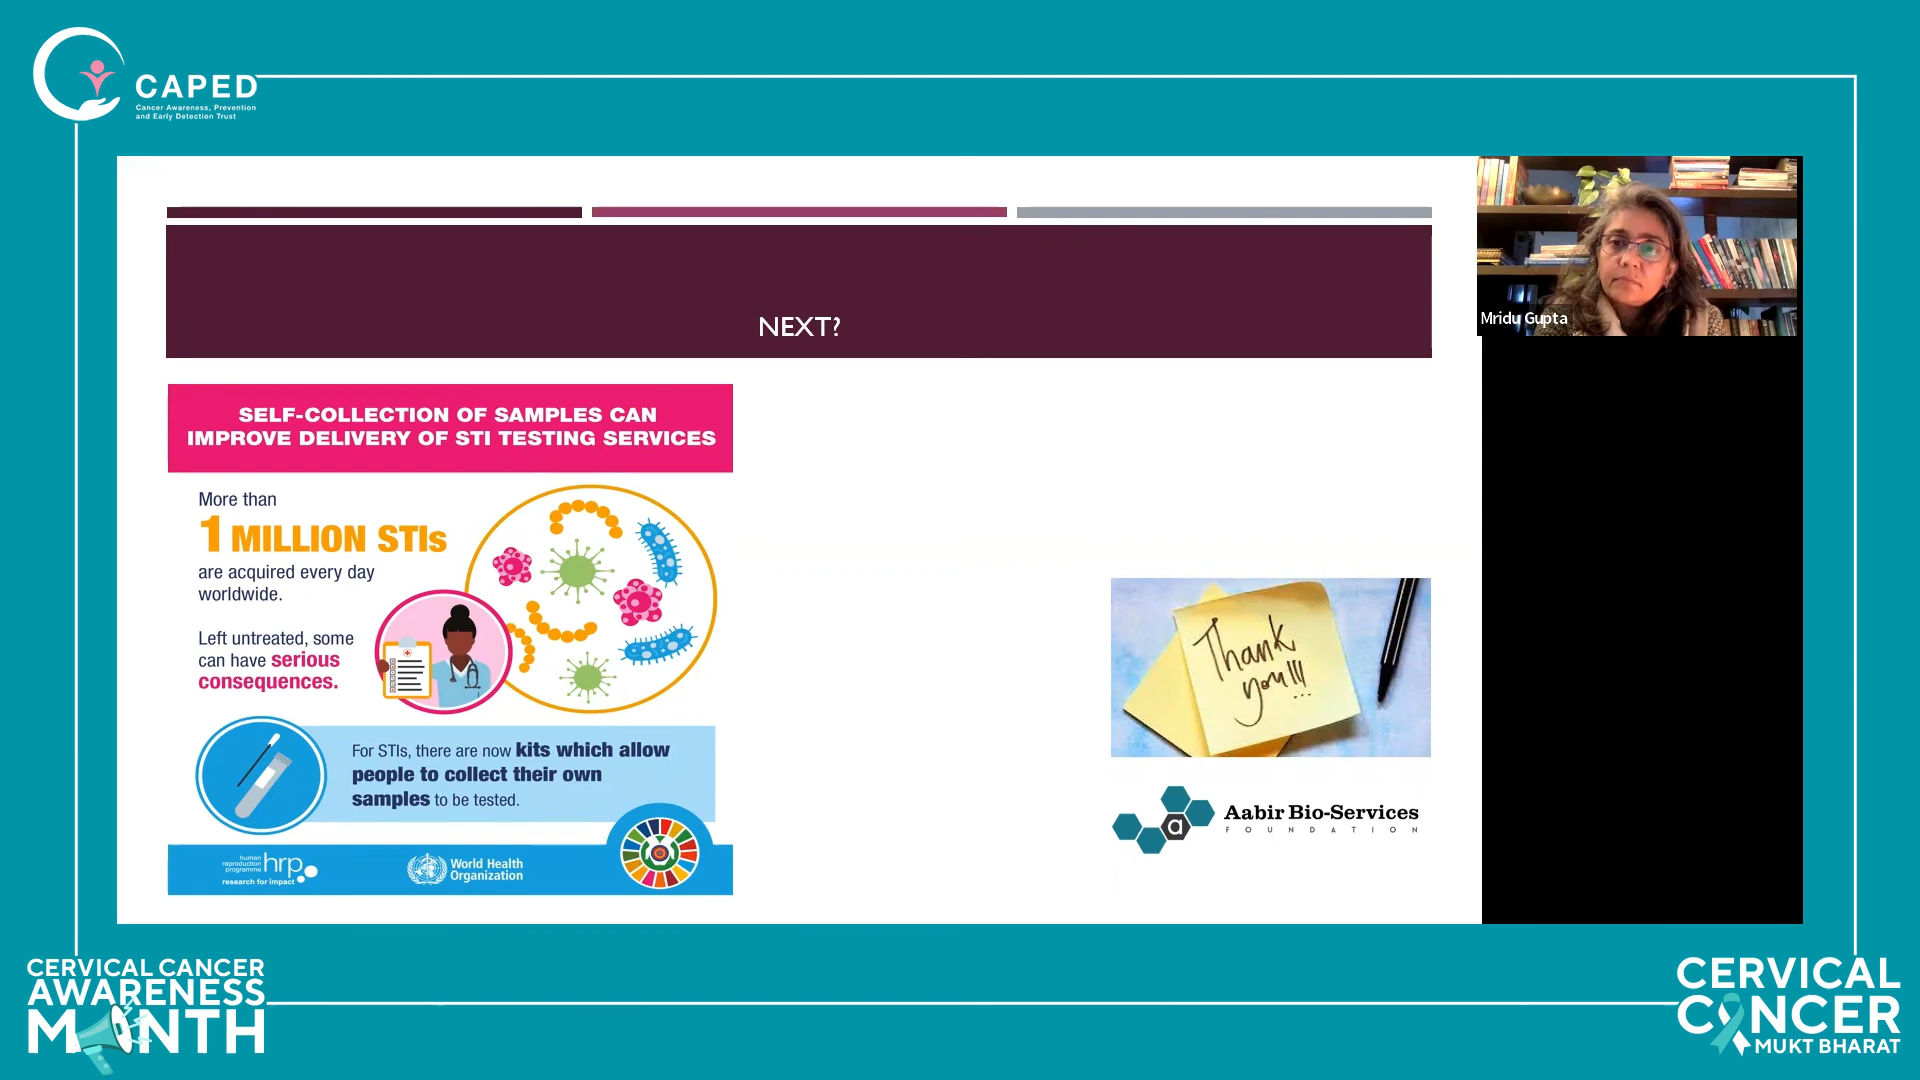 CAPED
Cancer Awareness, Prevention
and Early Detection Trust
NEXT?
SELF-COLLECTION OF SAMPLES CAN
IMPROVE DELIVERY OF STI TESTING SERVICES
More than
1 MILLION STIs
are acquired every day
worldwide.
Left untreated, some
can have serious
consequences.
For STIs, there are now kits which allow
people to collect their own
samples to be tested.
human
reproduction
programme
hrp
research for impact
World Health
Organization
Thank
you!!!
a
Aabir Bio-Services
FOUNDATION
Mridu Gupta
CERVICAL CANCER
AWARENESS
MONTH
CERVICAL
CANCER
MUKT BHARAT